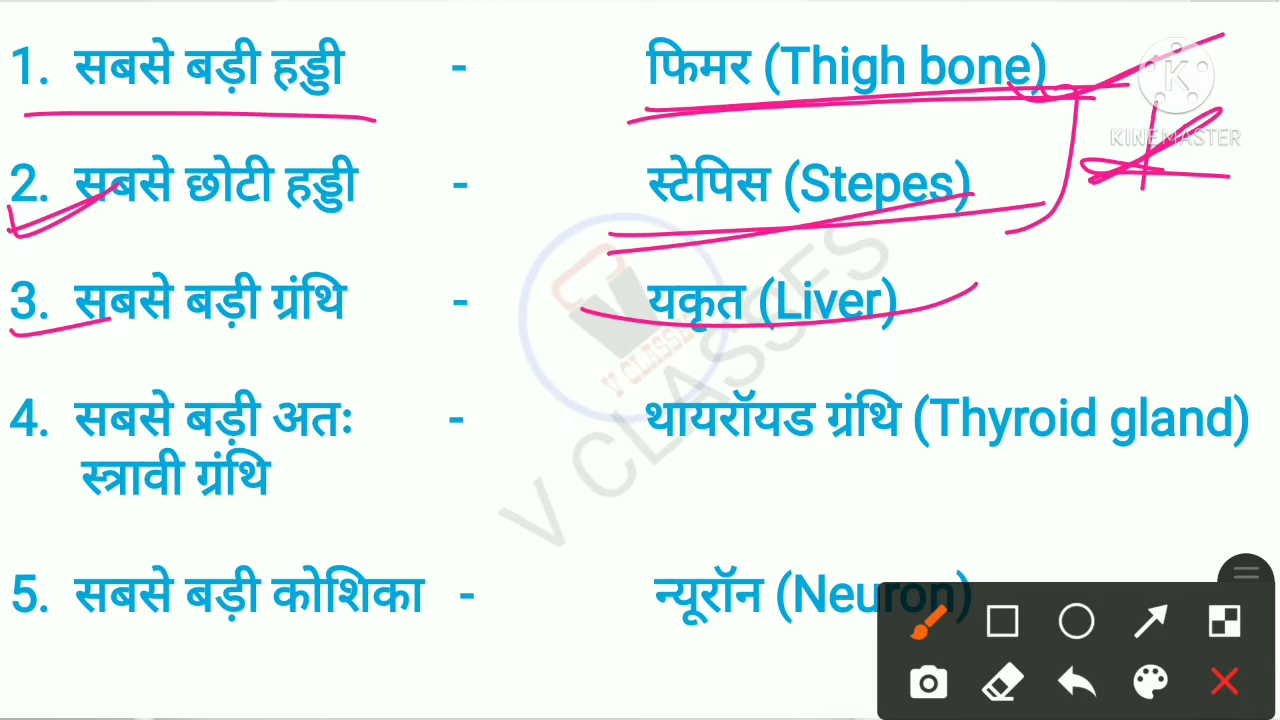 1. सबसे बड़ी हड्डी - फिमर (Thigh bone)
KINEMASTER
2. सबसे छोटी हड्डी - स्टेपिस (Stepes)
3. सबसे बड़ी ग्रंथि - यकृत (Liver)
V CLASSES
V CLASSES
4. सबसे बड़ी अतः - थायरॉयड ग्रंथि (Thyroid gland)
स्त्रावी ग्रंथि
5. सबसे बड़ी कोशिका - न्यूरॉन (Neuron)